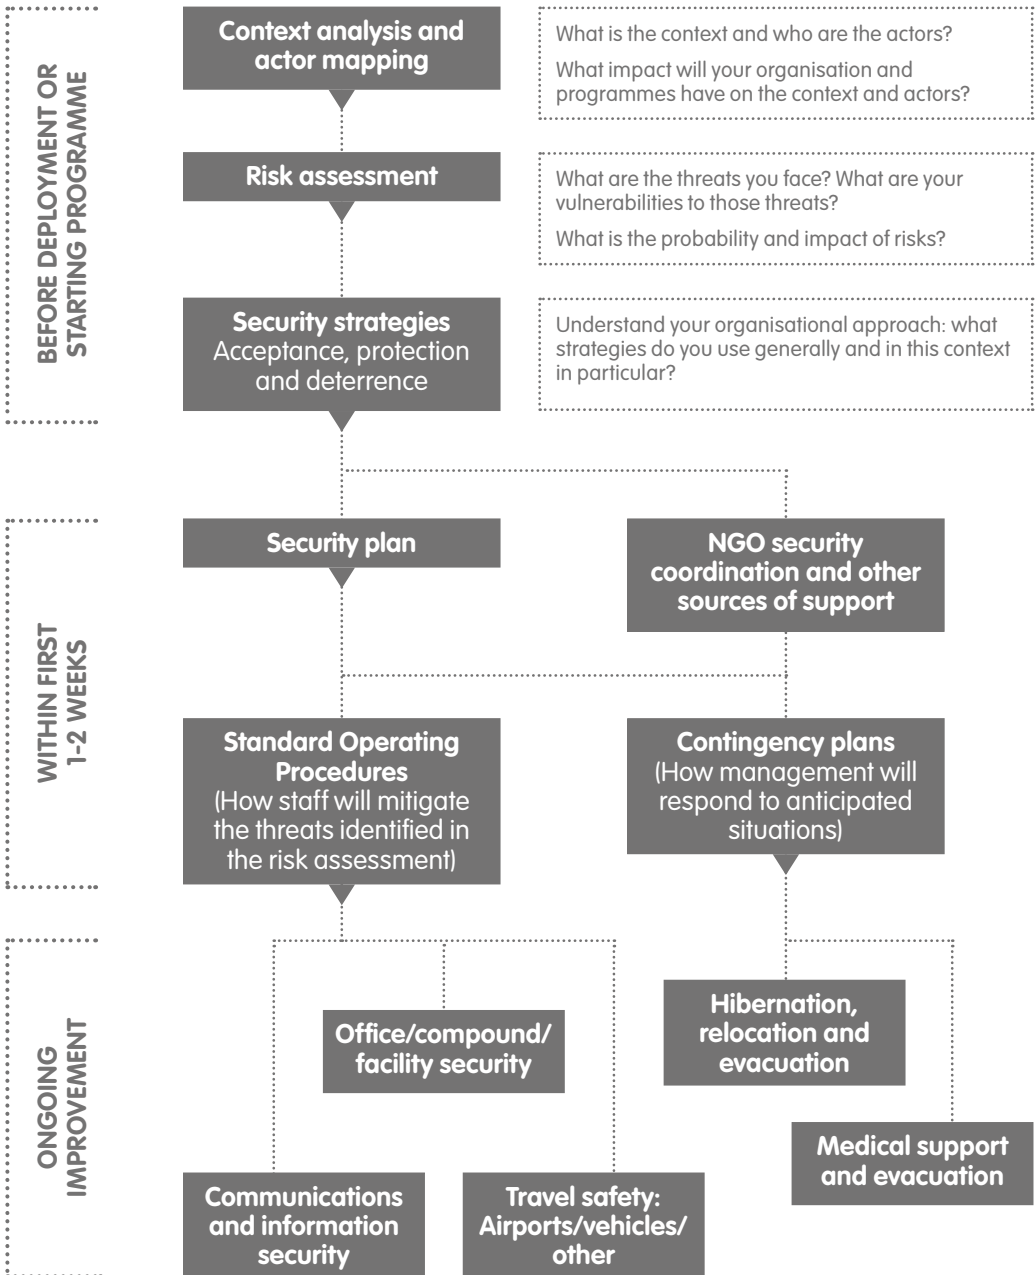 BEFORE DEPLOYMENT OR
STARTING PROGRAMME
Context analysis and
actor mapping
What is the context and who are the actors?
What impact will your organisation and
programmes have on the context and actors?
Risk assessment
What are the threats you face? What are your
vulnerabilities to those threats?
What is the probability and impact of risks?
Security strategies
Acceptance, protection
and deterrence
Understand your organisational approach: what
strategies do you use generally and in this context
in particular?
WITHIN FIRST
1-2 WEEKS
Security plan
NGO security
coordination and other
sources of support
Standard Operating
Procedures
(How staff will mitigate
the threats identified in
the risk assessment)
Contingency plans
(How management will
respond to anticipated
situations)
ONGOING
IMPROVEMENT
Office/compound/
facility security
Hibernation,
relocation and
evacuation
Communications
and information
security
Travel safety:
Airports/vehicles/
other
Medical support
and evacuation